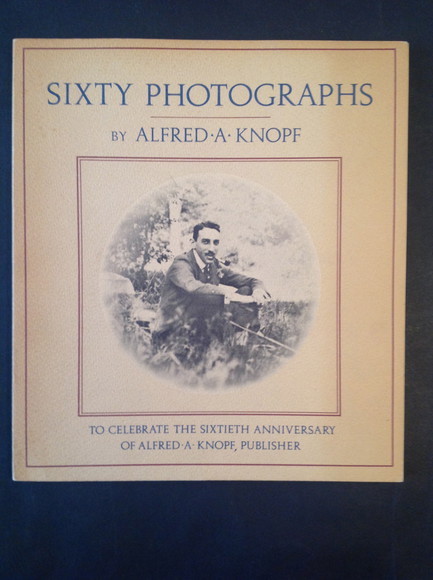 SIXTY PHOTOGRAPHS
BY ALFRED·A·KNOPF
TO CELEBRATE THE SIXTIETH ANNIVERSARY
OF ALFRED·A·KNOPF, PUBLISHER